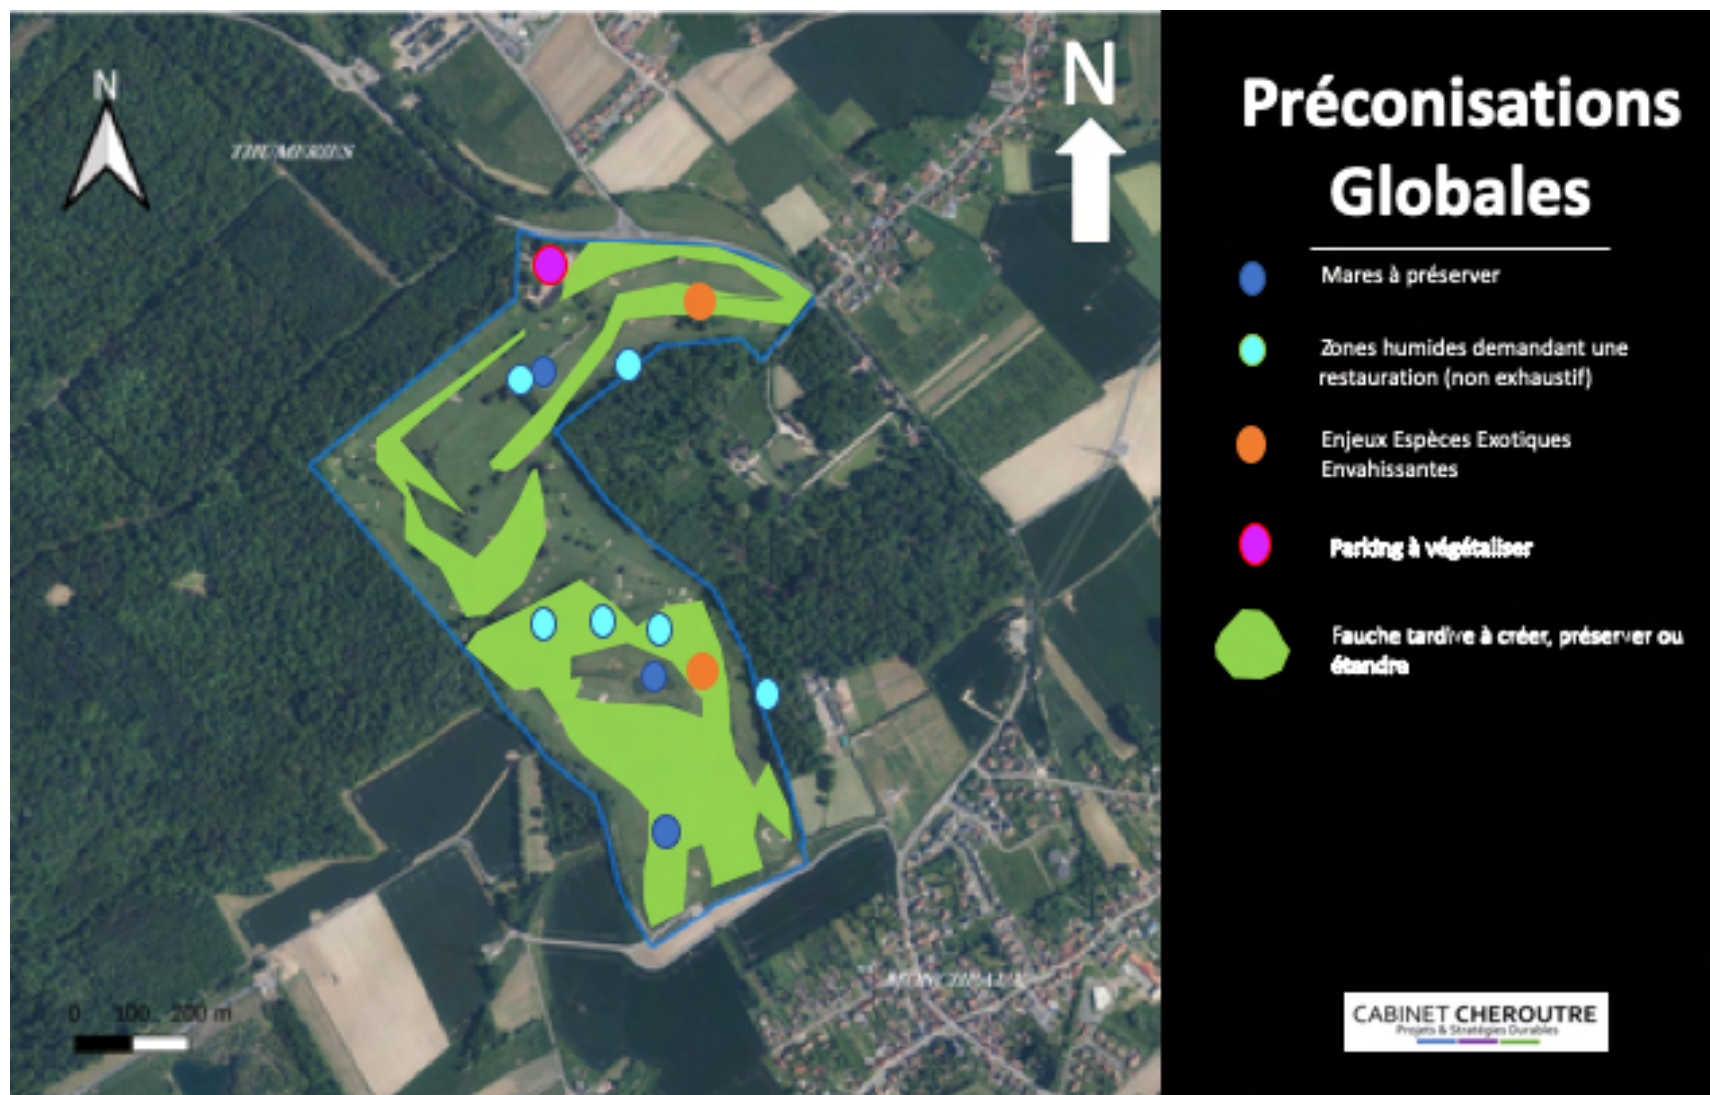 N
N
THUMERIES
0 100 200 m
Préconisations
Globales
Mares à préserver
Zones humides demandant une
restauration (non exhaustif)
Enjeux Espèces Exotiques
Envahissantes
Parking à végétaliser
Fauche tardive à créer, préserver ou
étendre
CABINET CHEROUTRE
Projets & Stratégies Durables